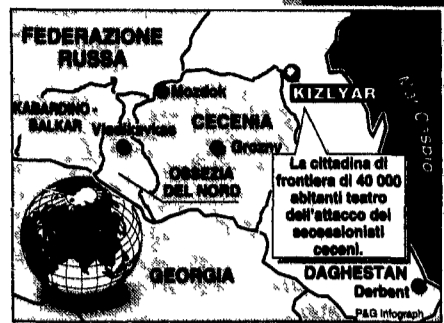 FEDERAZIONE
RUSSA
Mozdok
KIZLYAR
KABARDINO-
BALKAR
Vladikavkas
CECENIA
Grozny
OSSEZIA
DEL NORD
La cittadina di
frontiera di 40 000
abitanti teatro
dell'attacco dei
secessionisti
ceceni.
GEORGIA
DAGHESTAN
Derbent
P&G Infograph